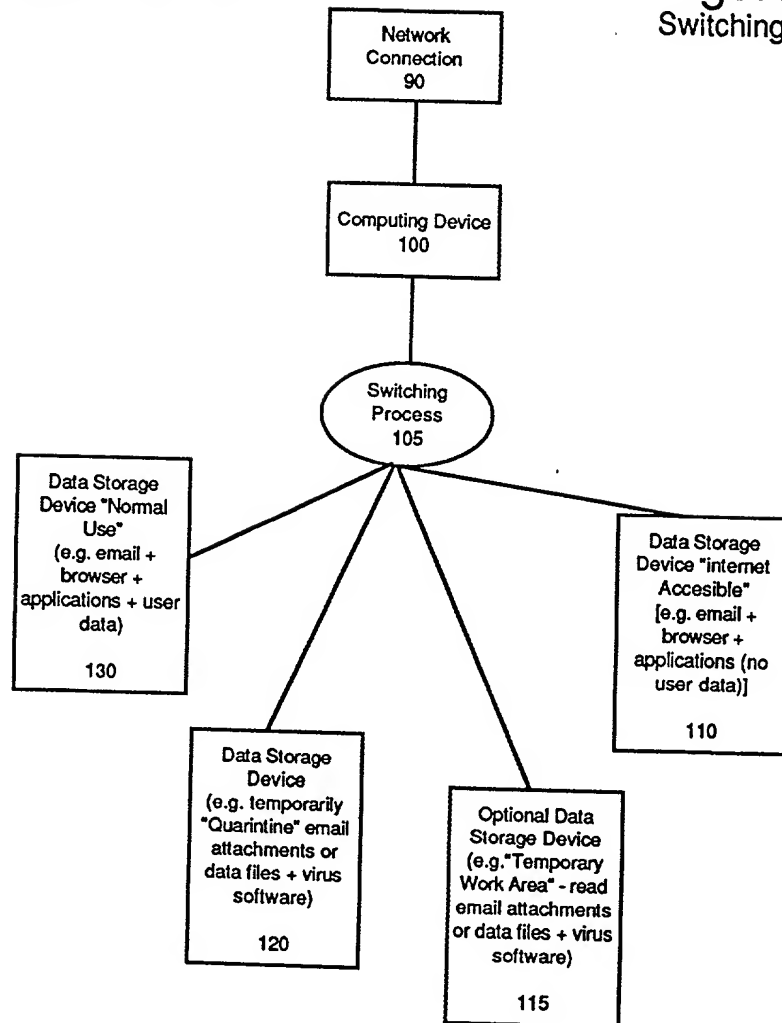 Switching
Network
Connection
90
Computing Device
100
Switching
Process
105
Data Storage
Device "Normal
Use"
(e.g. email +
browser +
applications + user
data)
130
Data Storage
Device
(e.g. temporarily
"Quarintine" email
attachments or
data files + virus
software)
120
Optional Data
Storage Device
(e.g."Temporary
Work Area" - read
email attachments
or data files + virus
software)
115
Data Storage
Device "internet
Accesible"
[e.g. email +
browser +
applications (no
user data)]
110